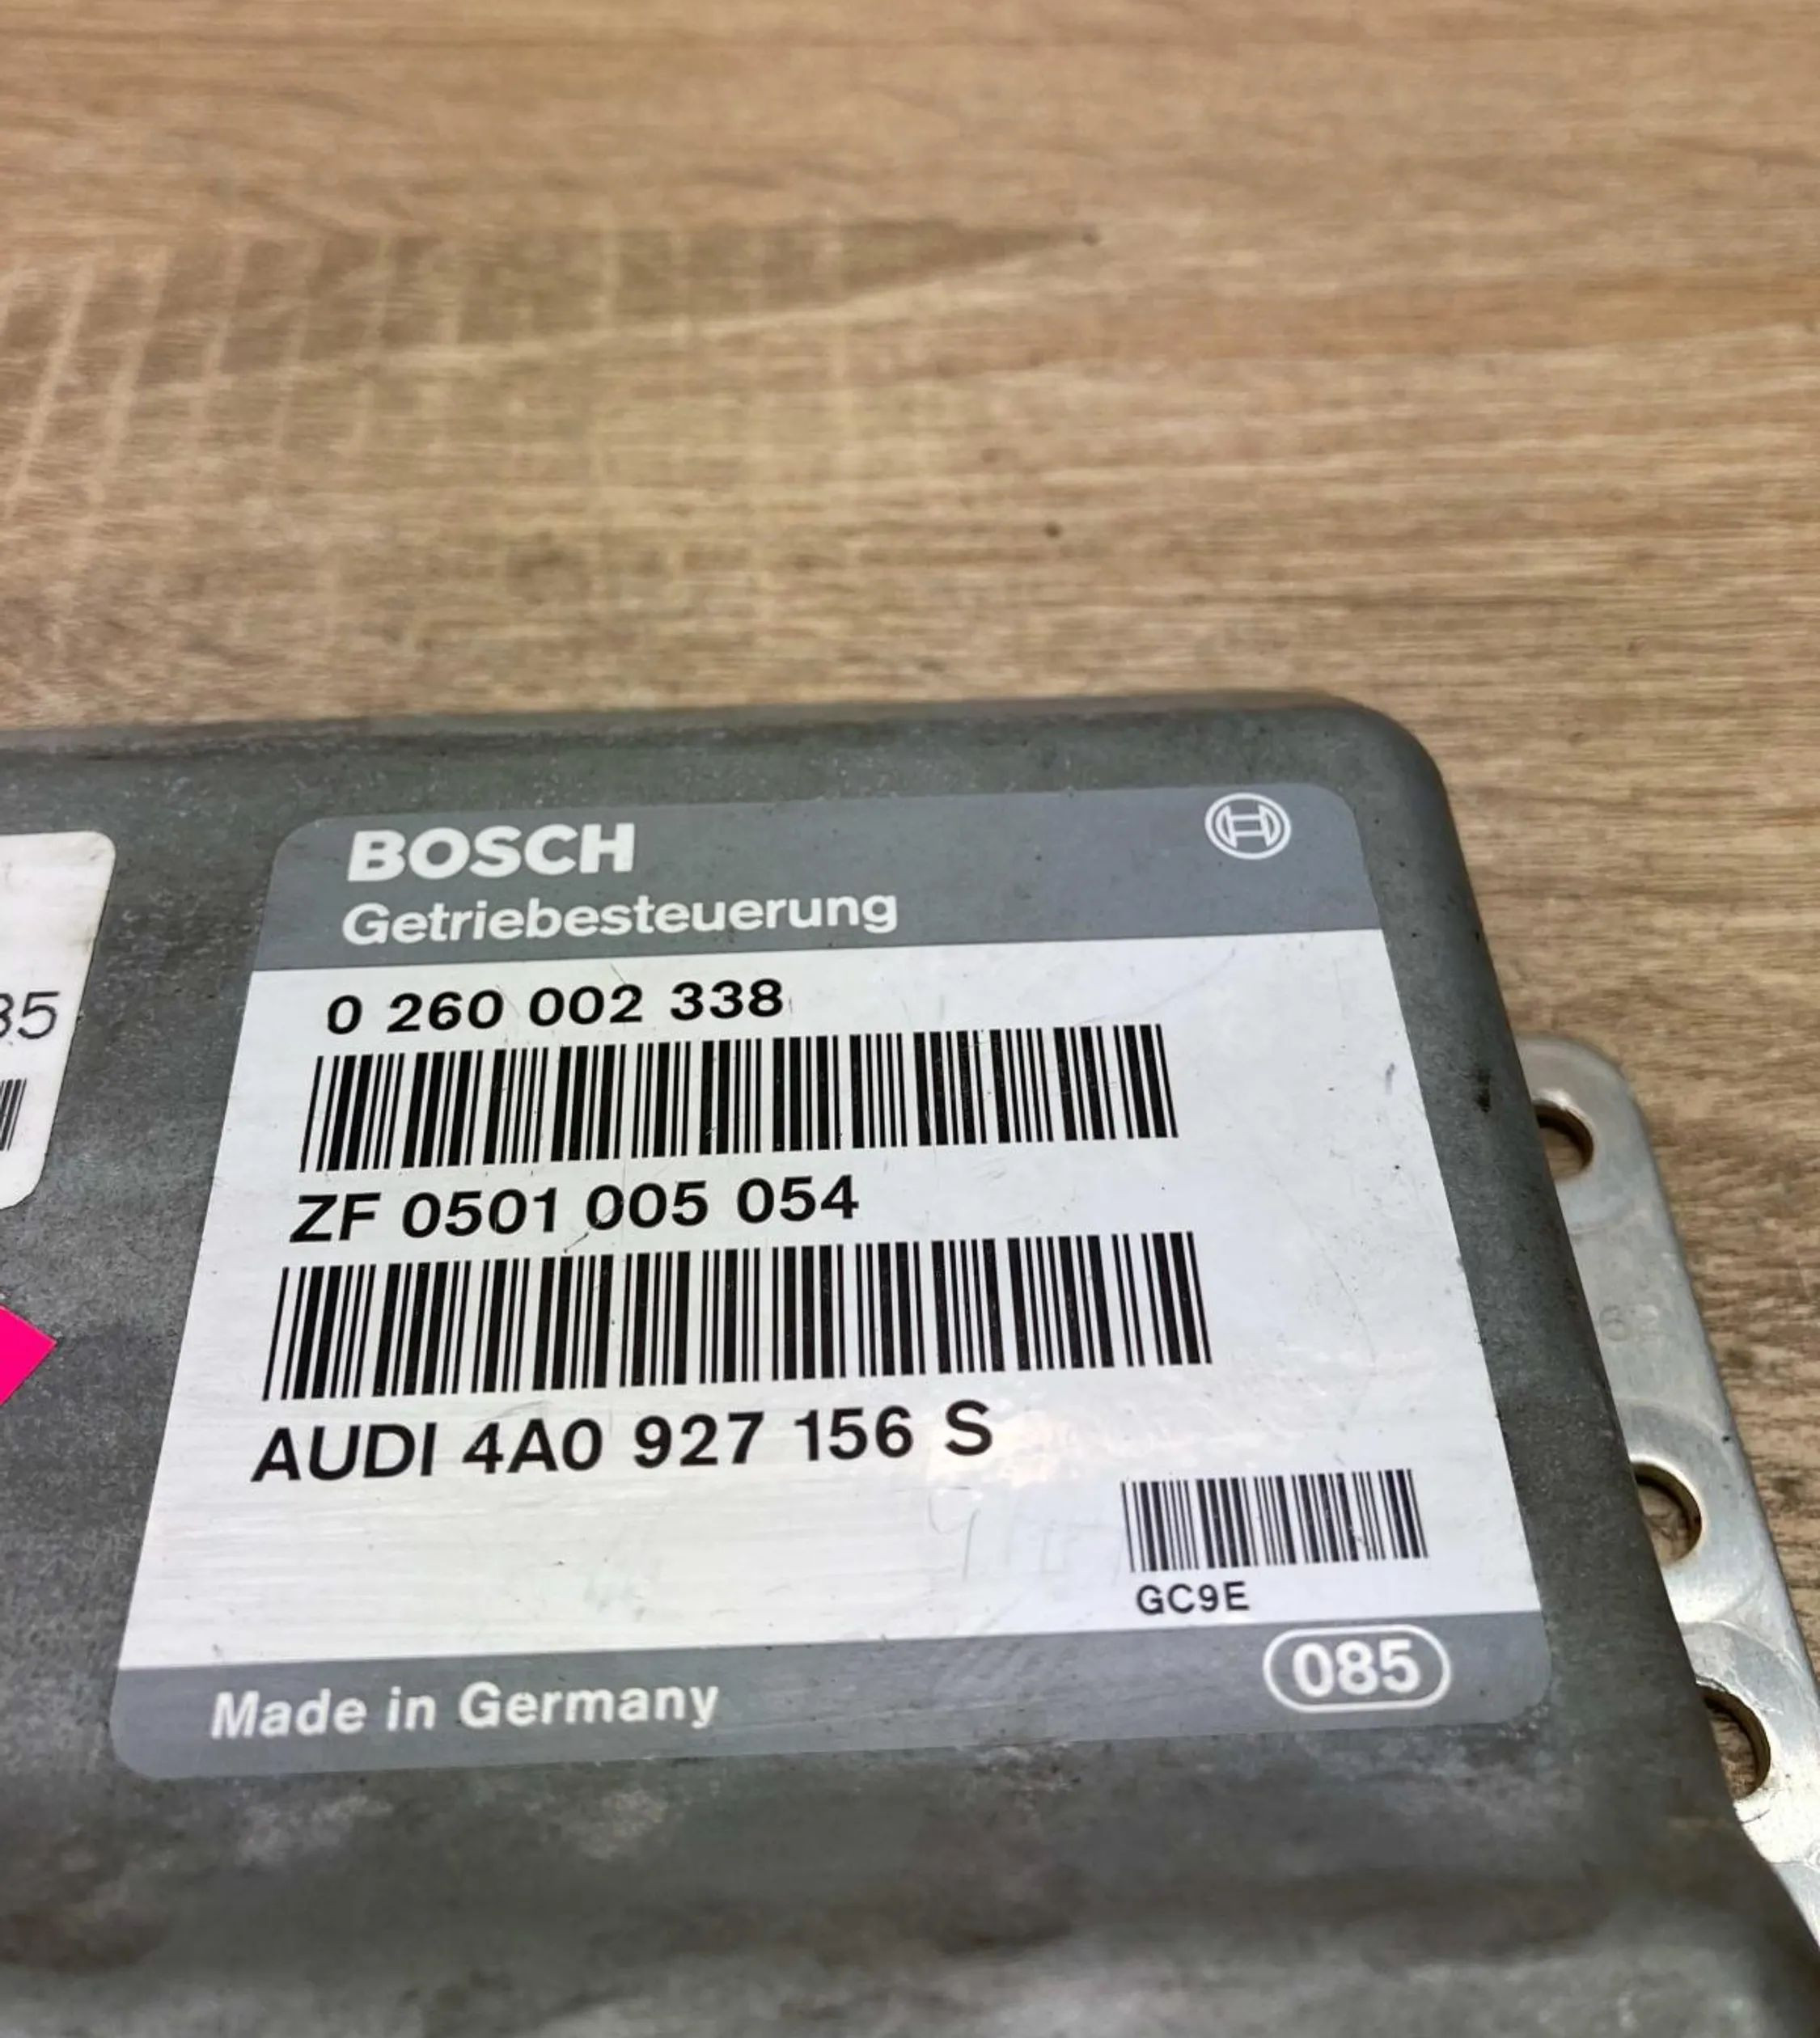 BOSCH
Getriebesteuerung
0 260 002 338
ZF 0501 005 054
AUDI 4A0 927 156 S
GC9E
085
Made in Germany